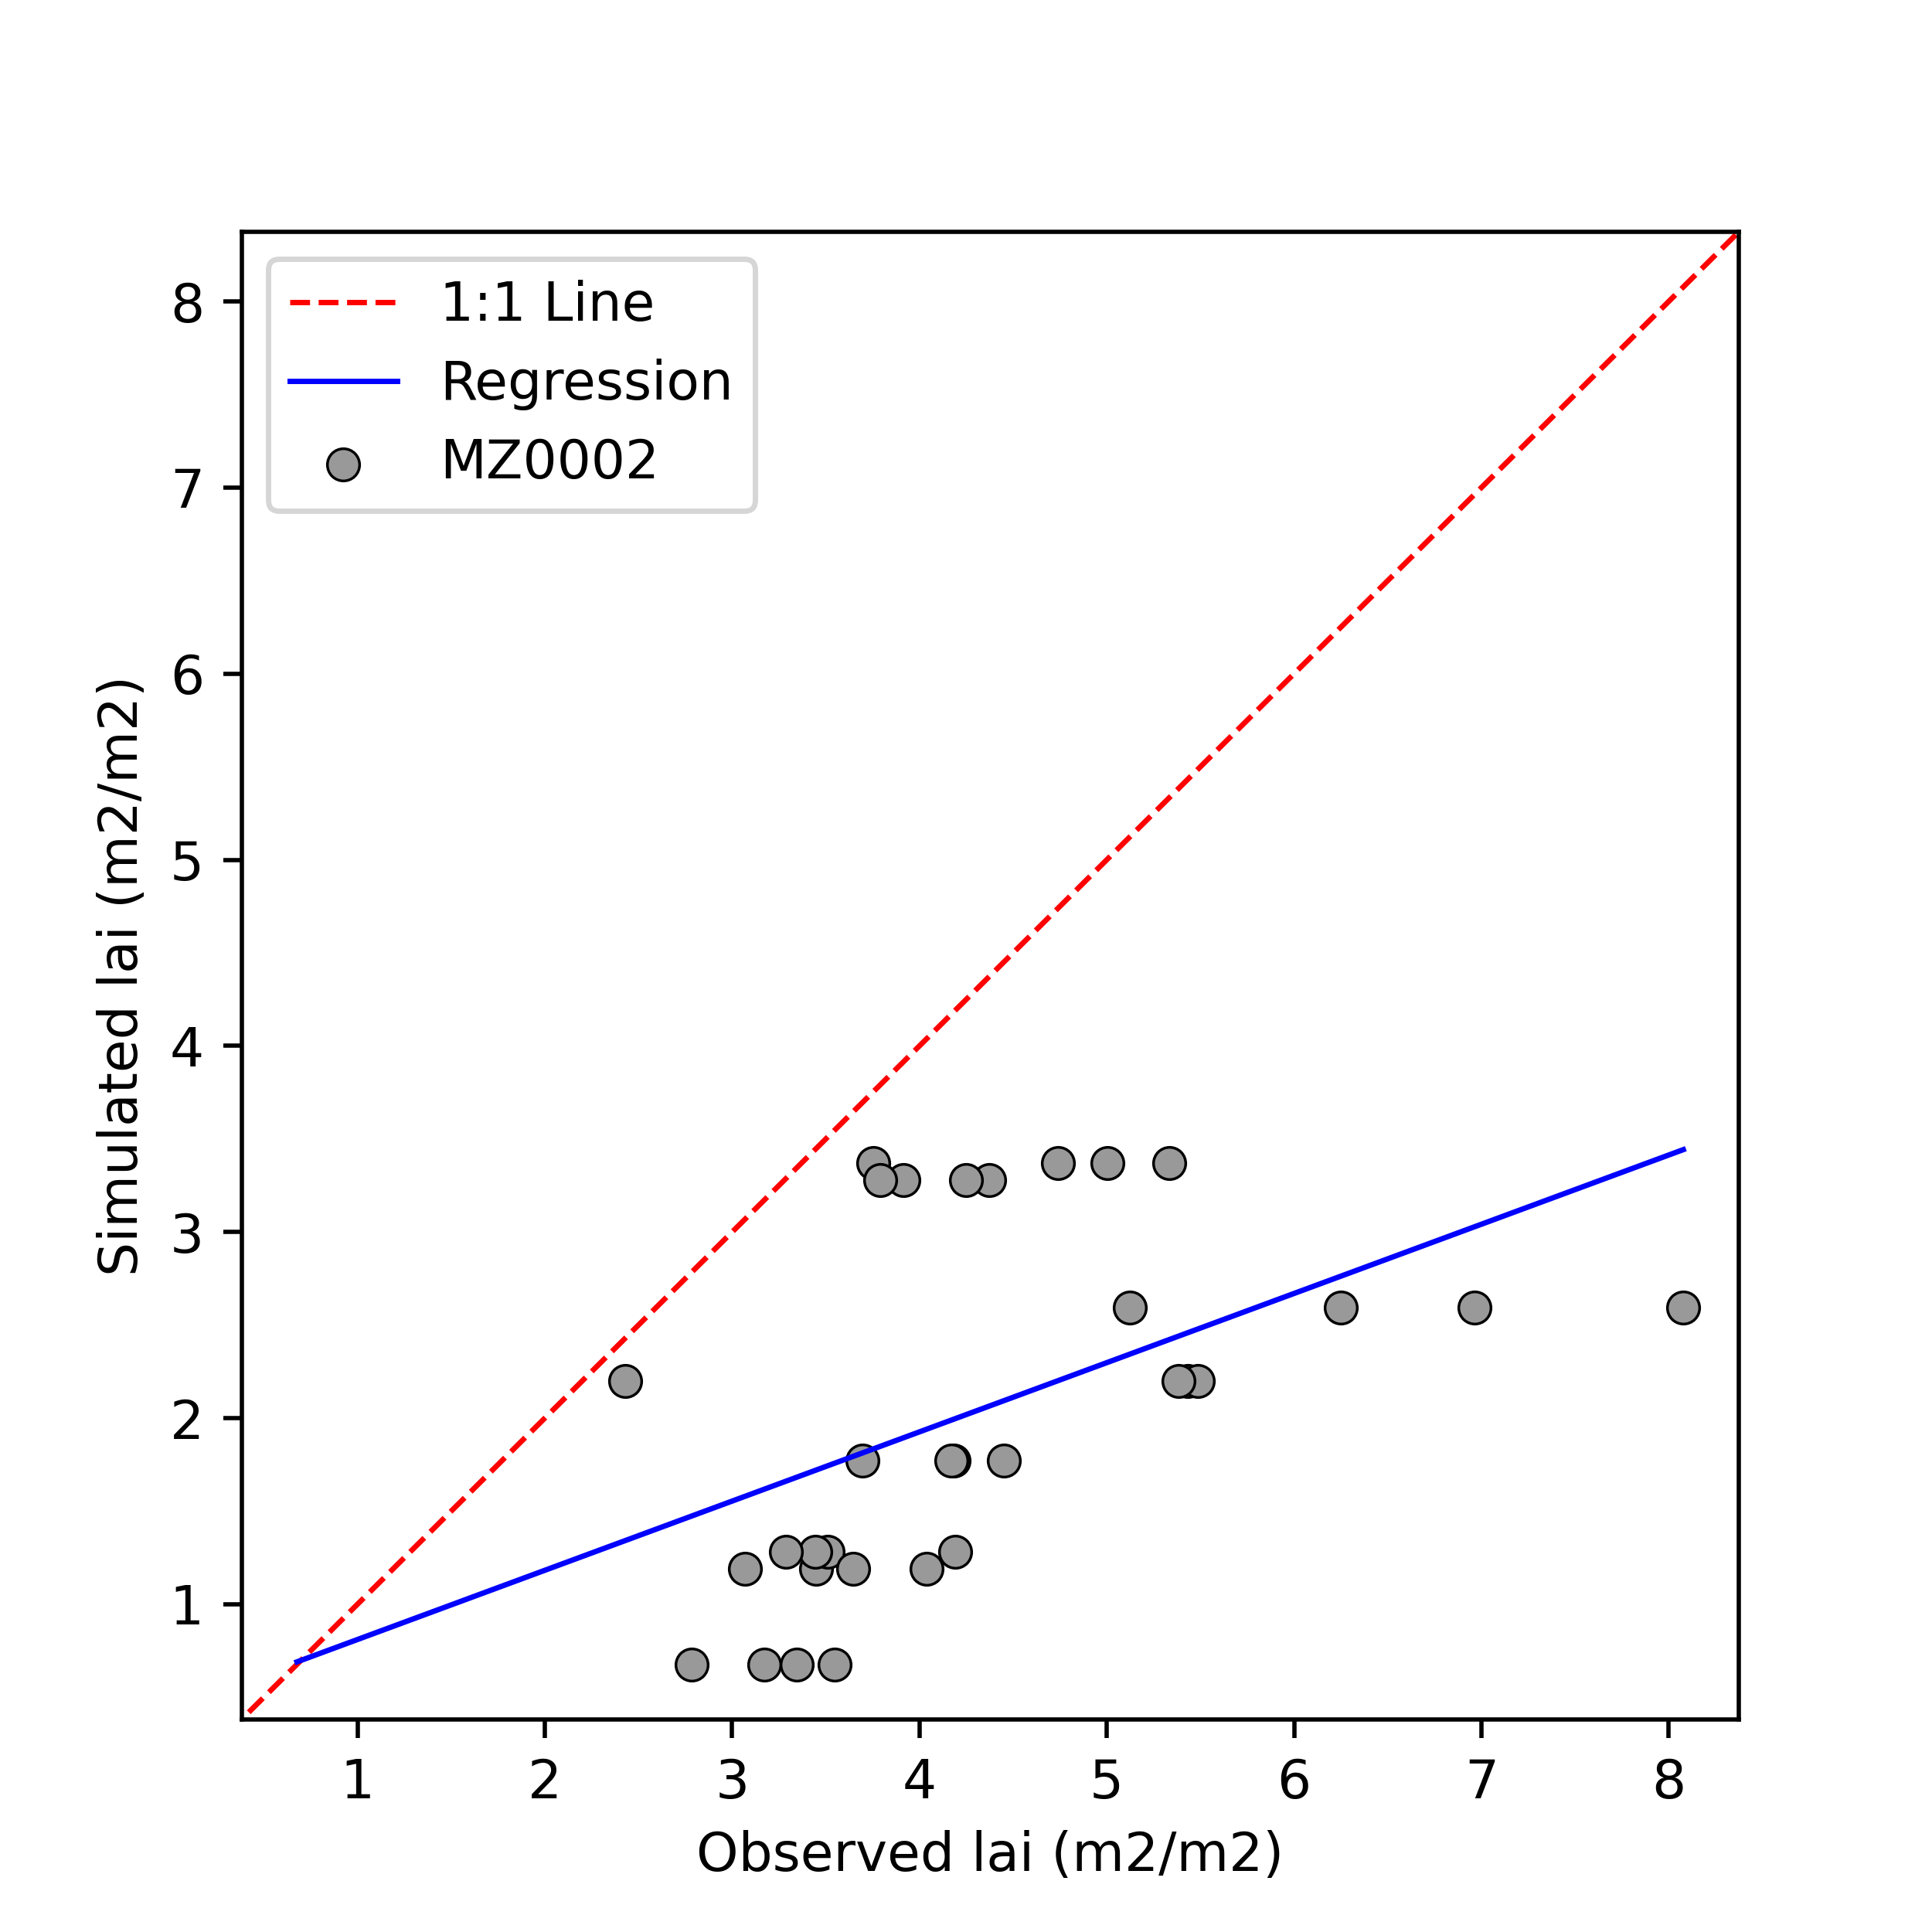 1:1 Line
Regression
MZ0002
8
7
6
5
4
3
2
1
Simulated lai (m2/m2)
1 2 3 4 5 6 7 8
Observed lai (m2/m2)